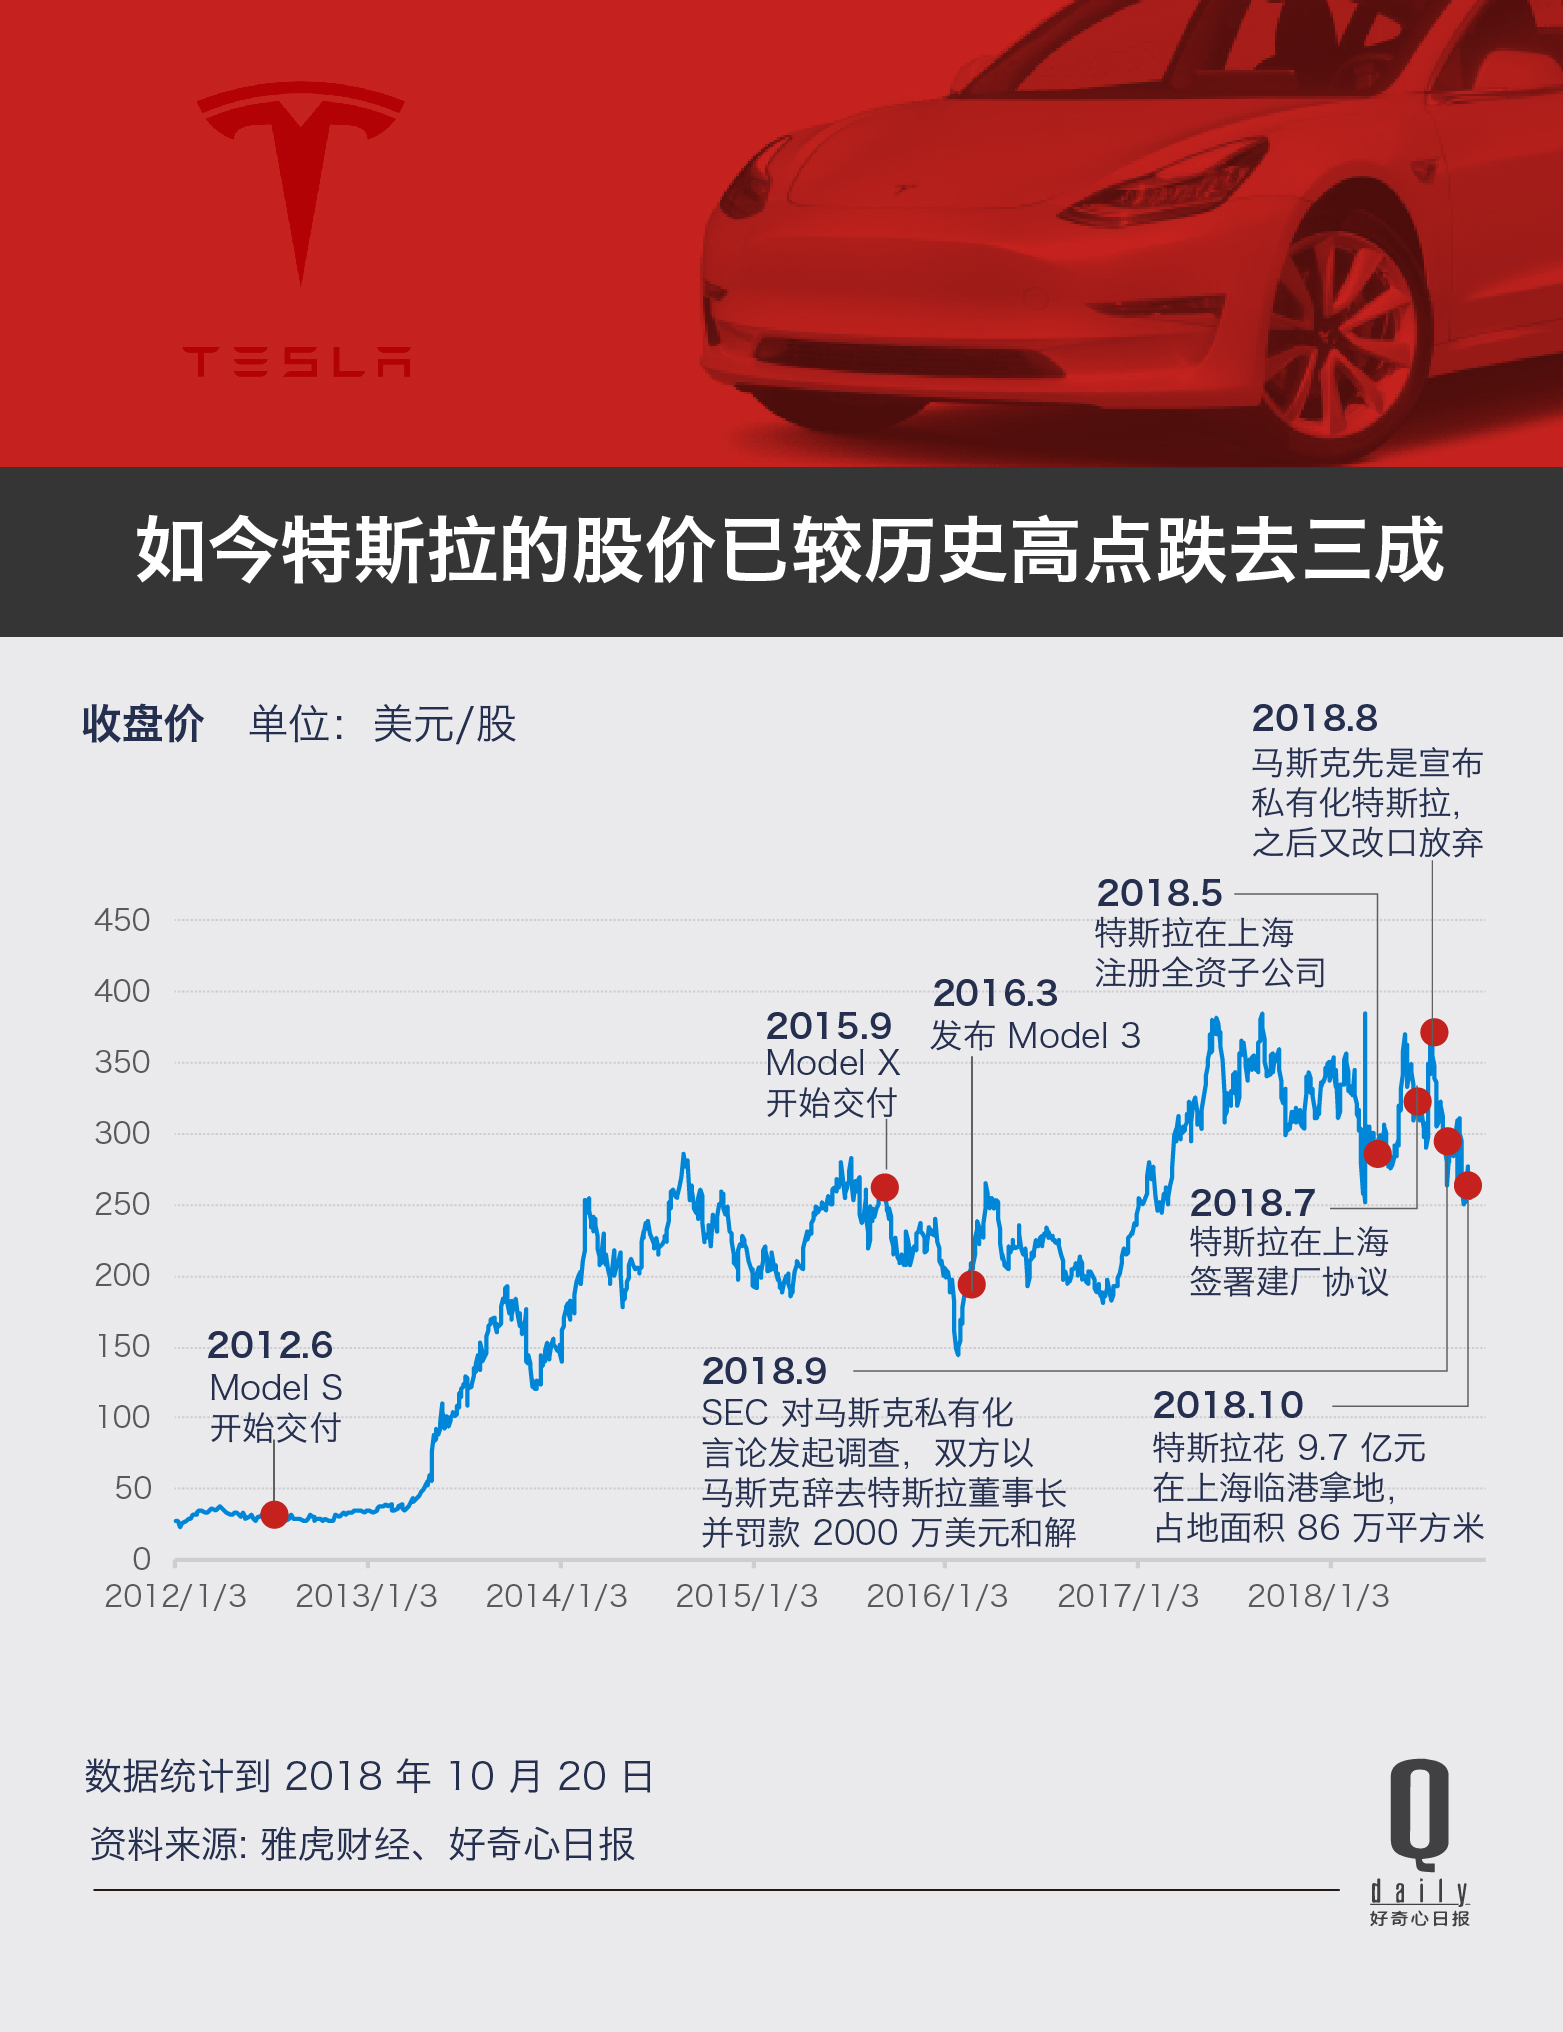 TESLA
如今特斯拉的股价已较历史高点跌去三成
收盘价 单位：美元/股
2018.8
马斯克先是宣布
私有化特斯拉，
之后又改口放弃
2018.5
特斯拉在上海
注册全资子公司
2016.3
发布 Model 3
2015.9
Model X
开始交付
450
400
350
300
250
200
150
100
50
0
2018.7
特斯拉在上海
签署建厂协议
2012.6
Model S
开始交付
2018.9
SEC 对马斯克私有化
言论发起调查，双方以
马斯克辞去特斯拉董事长
并罚款 2000 万美元和解
2018.10
特斯拉花 9.7 亿元
在上海临港拿地，
占地面积 86 万平方米
2012/1/3 2013/1/3 2014/1/3 2015/1/3 2016/1/3 2017/1/3 2018/1/3
数据统计到 2018 年 10 月 20 日
资料来源: 雅虎财经、好奇心日报
Q
daily
好奇心日报